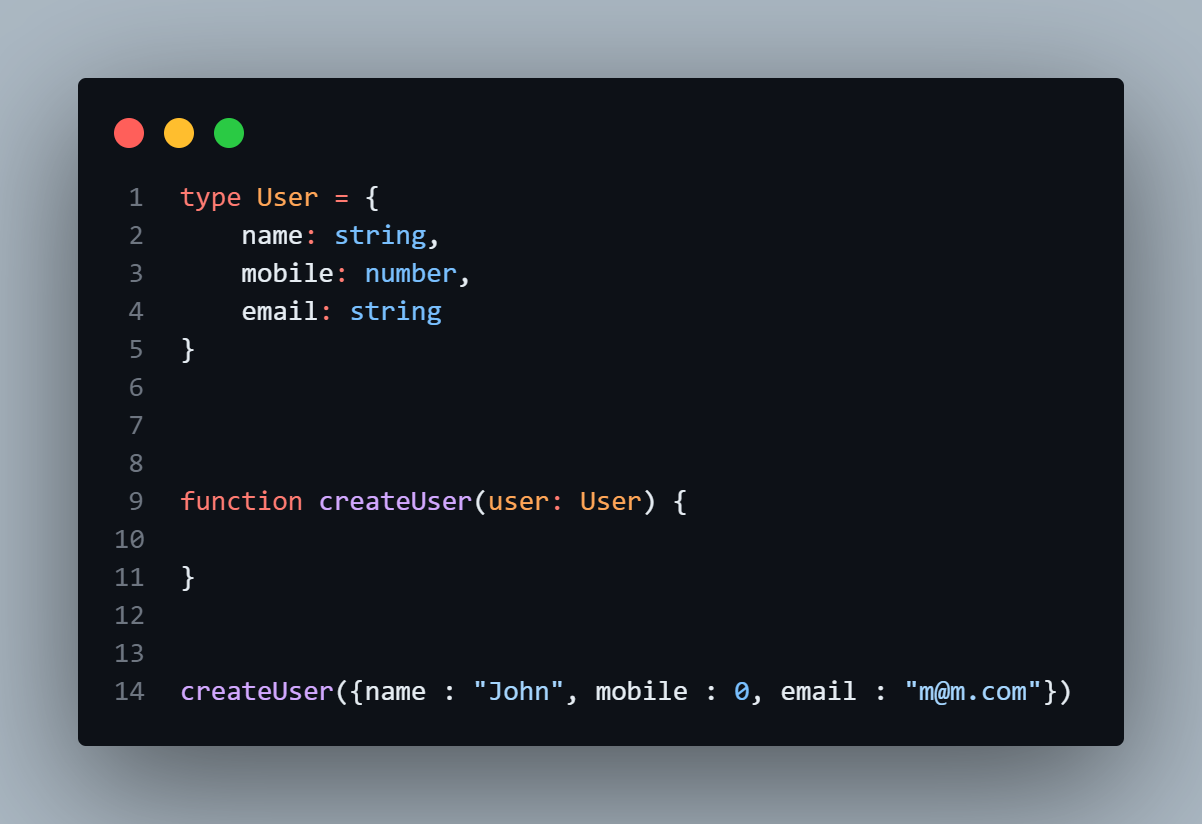 1 type User = {
2     name: string,
3     mobile: number,
4     email: string
5 }
6
7
8
9 function createUser(user: User) {
10
11 }
12
13
14 createUser({name : "John", mobile : 0, email : "m@m.com"})